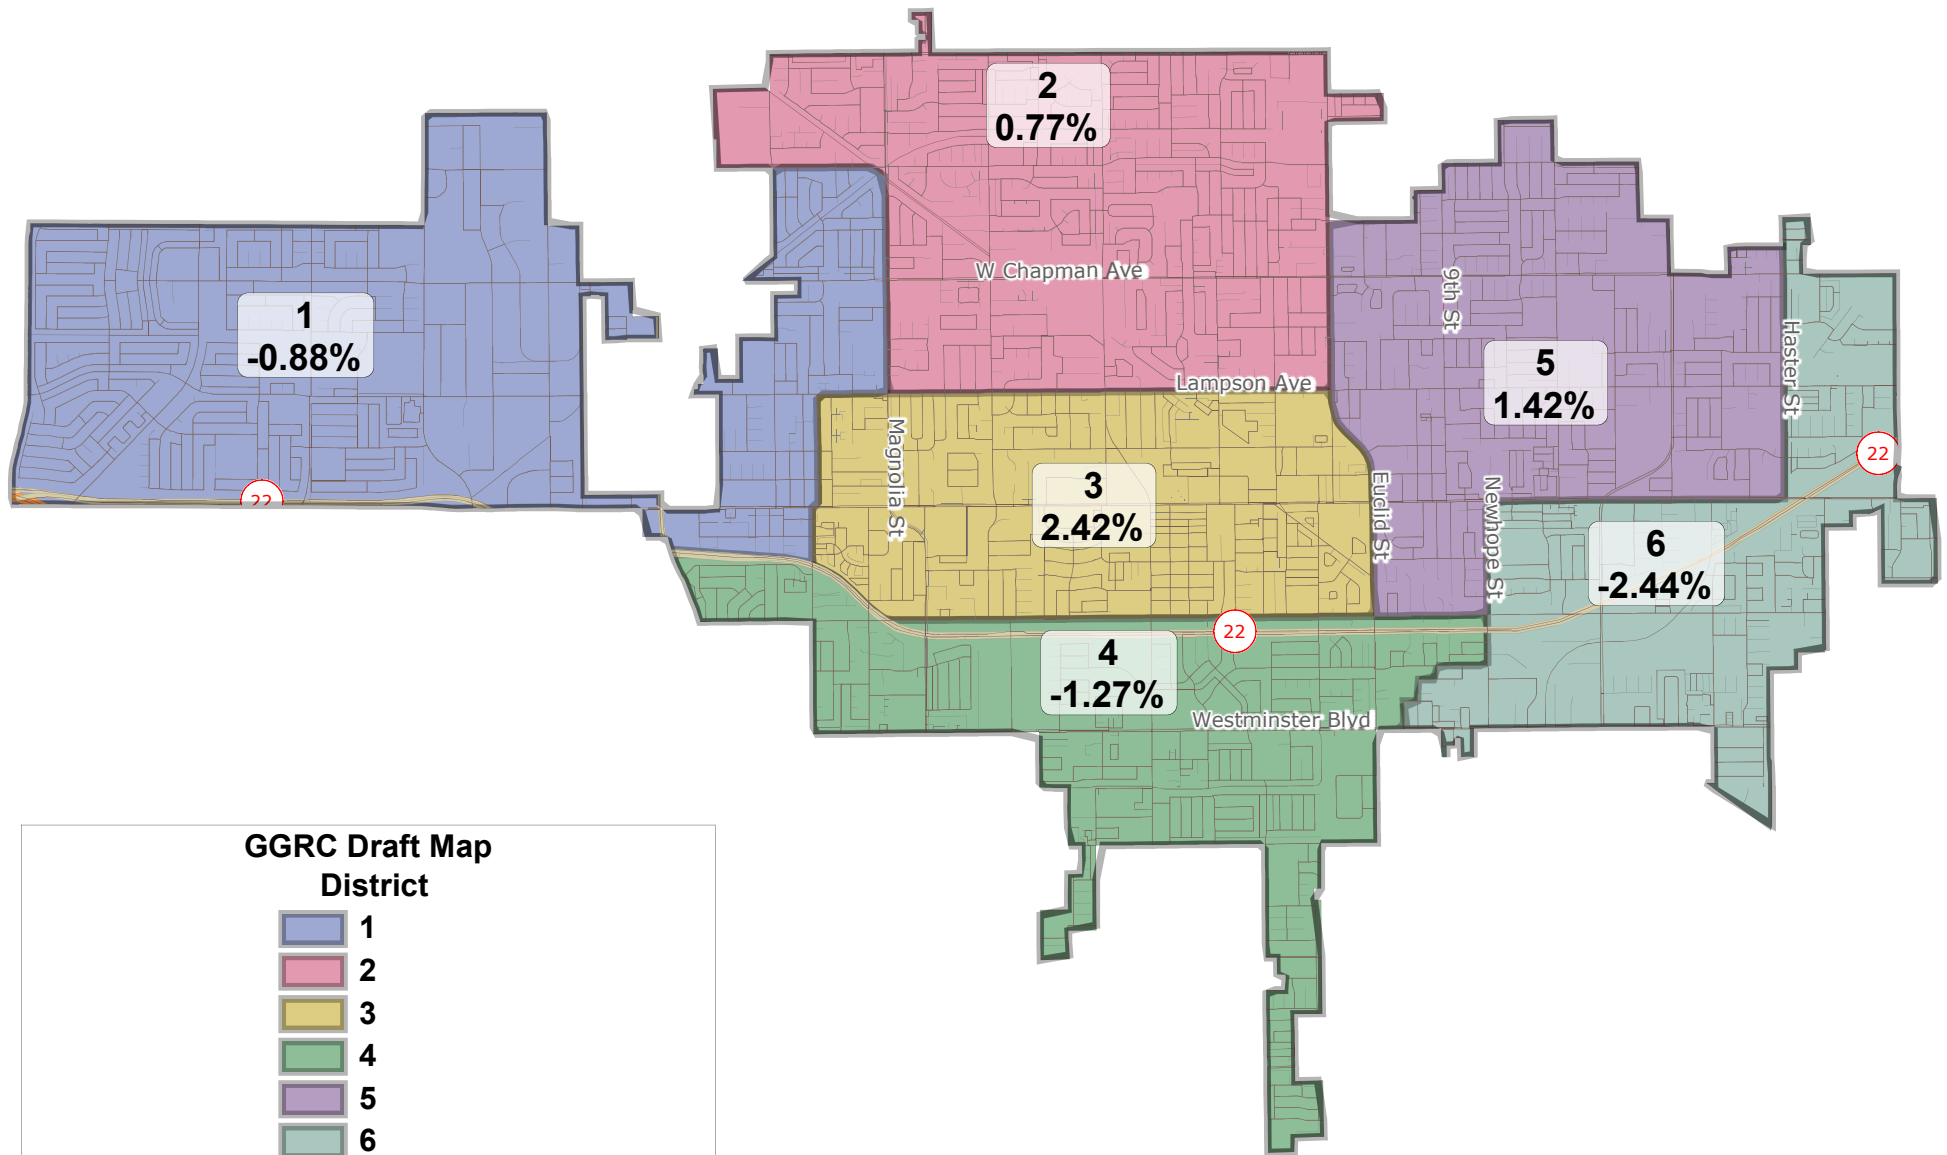 2
0.77%
1
-0.88%
W Chapman Ave
9th St
Haster St
5
1.42%
Lampson Ave
Magnolia St
3
2.42%
Euclid St
Newhope St
22
22
6
-2.44%
22
4
-1.27%
Westminster Blvd
GGRC Draft Map
District
1
2
3
4
5
6